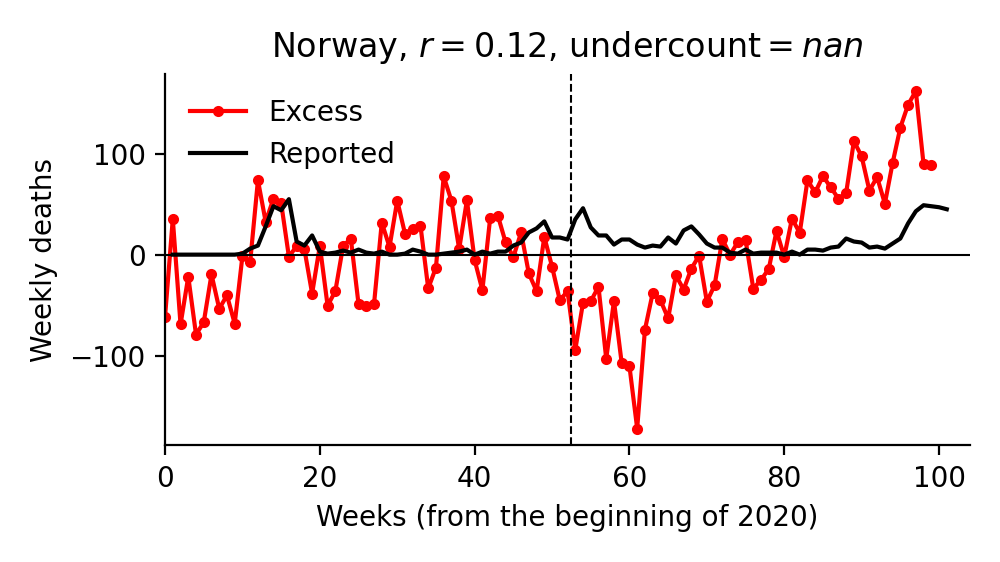 Norway, r = 0.12, undercount = nan
Excess
Reported
Weekly deaths
100
0
−100
0
20
40
60
80
100
Weeks (from the beginning of 2020)